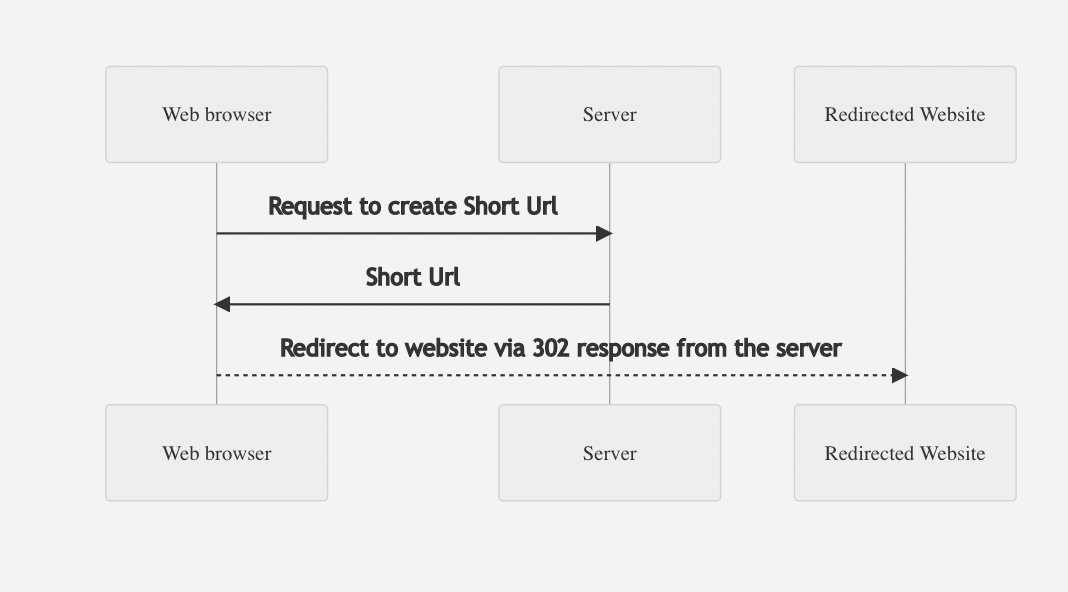 Web browser
Server
Redirected Website
Request to create Short Url
Short Url
Redirect to website via 302 response from the server
Web browser
Server
Redirected Website